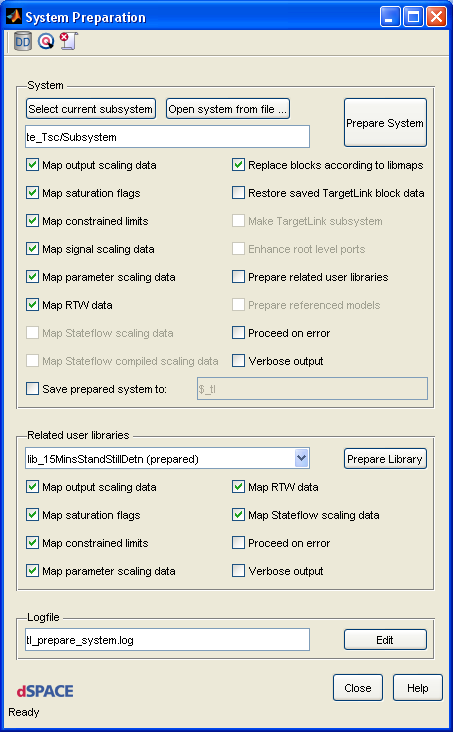 System Preparation
DD
System
Select current subsystem Open system from file ... Prepare System
te_Tsc/Subsystem
Map output scaling data Replace blocks according to libmaps
Map saturation flags Restore saved TargetLink block data
Map constrained limits Make TargetLink subsystem
Map signal scaling data Enhance root level ports
Map parameter scaling data Prepare related user libraries
Map RTW data Prepare referenced models
Map Stateflow scaling data Proceed on error
Map Stateflow compiled scaling data Verbose output
Save prepared system to: $_tl
Related user libraries
lib_15MinsStandStillDetn (prepared) Prepare Library
Map output scaling data Map RTW data
Map saturation flags Map Stateflow scaling data
Map constrained limits Proceed on error
Map parameter scaling data Verbose output
Logfile
tl_prepare_system.log Edit
dSPACE Close Help
Ready